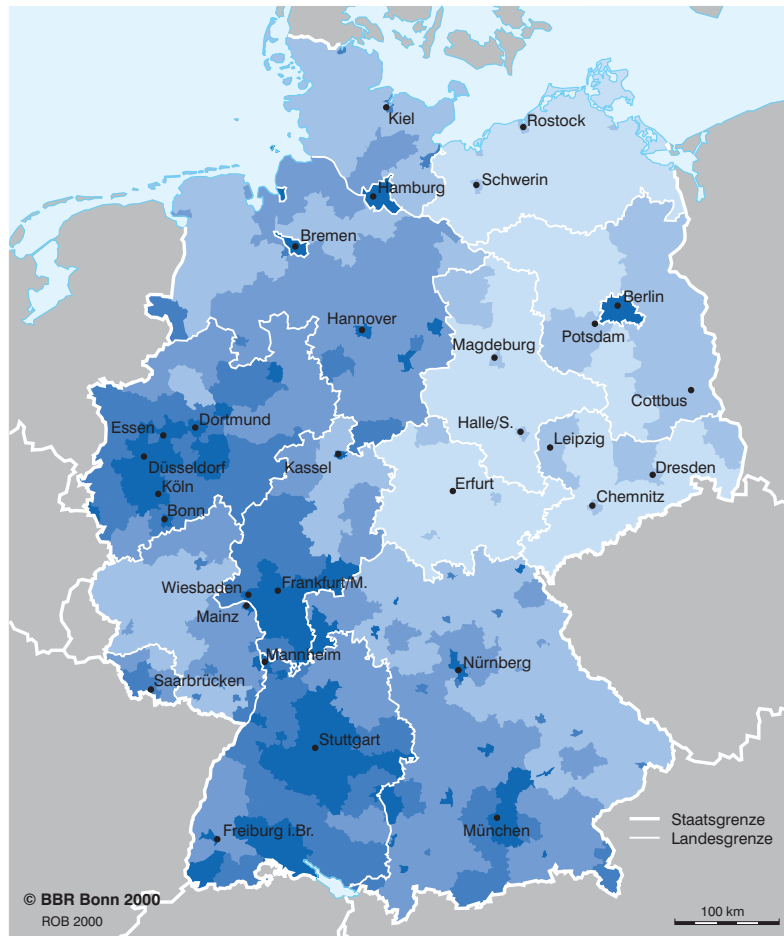 Kiel
Rostock
Schwerin
Hamburg
Bremen
Berlin
Hannover
Potsdam
Magdeburg
Cottbus
Dortmund
Essen
Halle/S.
Leipzig
Düsseldorf
Kassel
Dresden
Köln
Erfurt
Chemnitz
Bonn
Wiesbaden
Frankfurt/M.
Mainz
Mannheim
Nürnberg
Saarbrücken
Stuttgart
München
Staatsgrenze
Freiburg i.Br.
Landesgrenze
© BBR Bonn 2000
ROB 2000
100 km